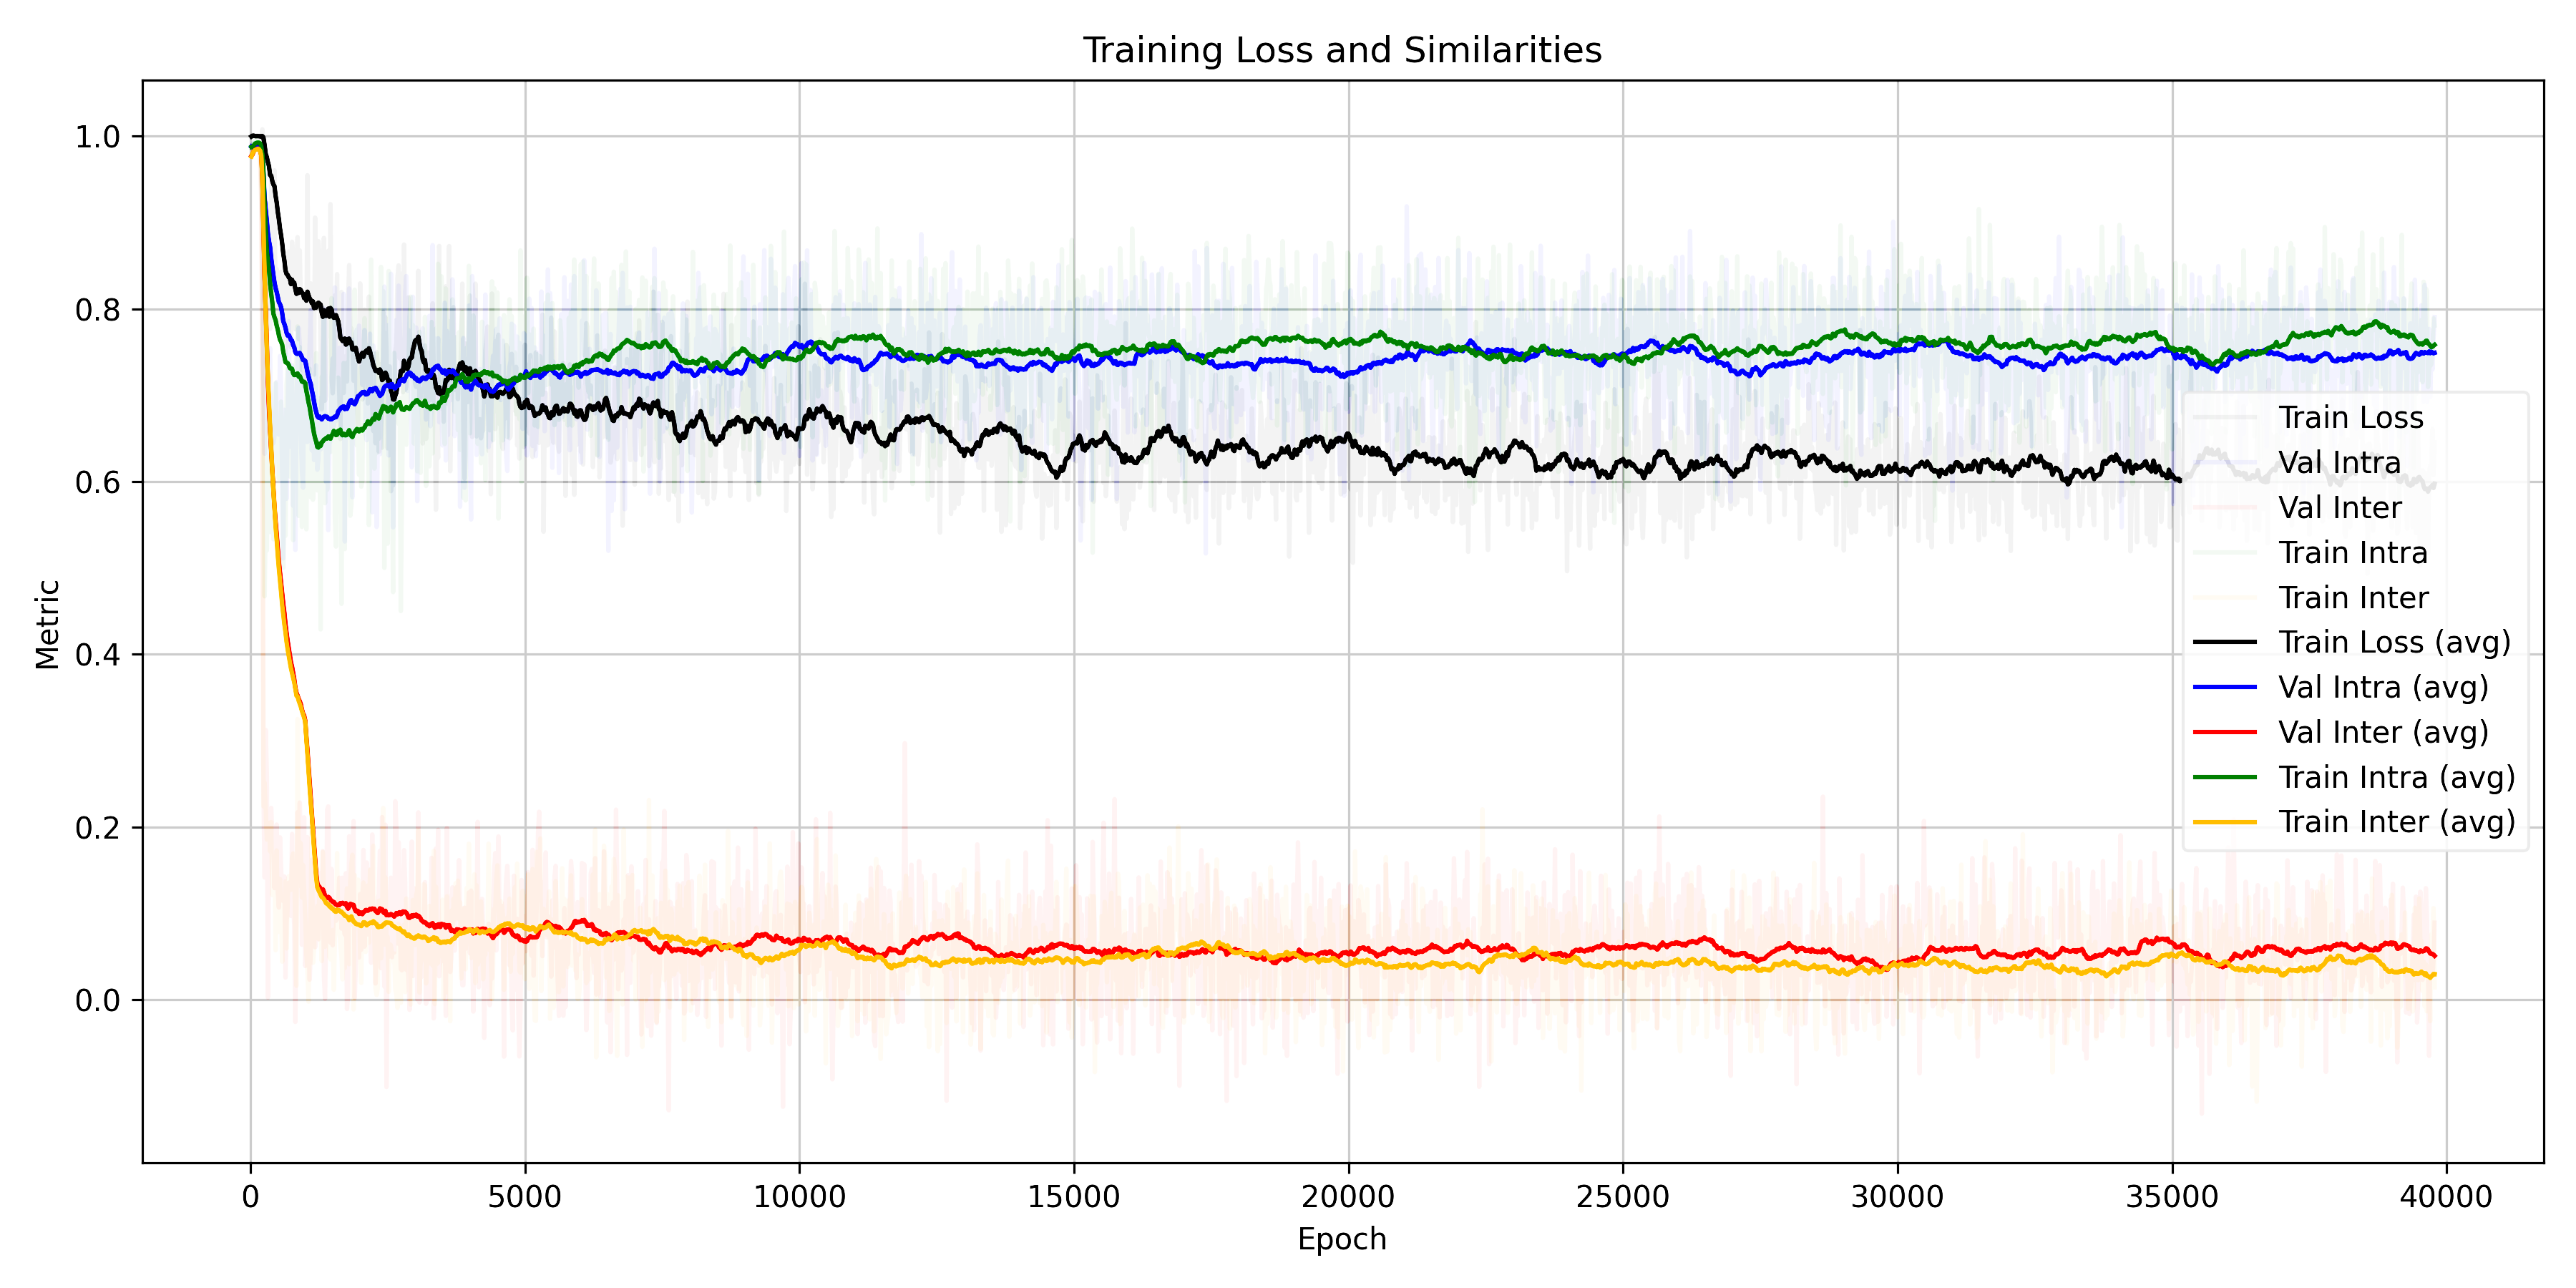 Training Loss and Similarities
1.0
0.8
0.6
0.4
0.2
0.0
Metric
Train Loss
Val Intra
Val Inter
Train Intra
Train Inter
Train Loss (avg)
Val Intra (avg)
Val Inter (avg)
Train Intra (avg)
Train Inter (avg)
0 5000 10000 15000 20000 25000 30000 35000 40000
Epoch